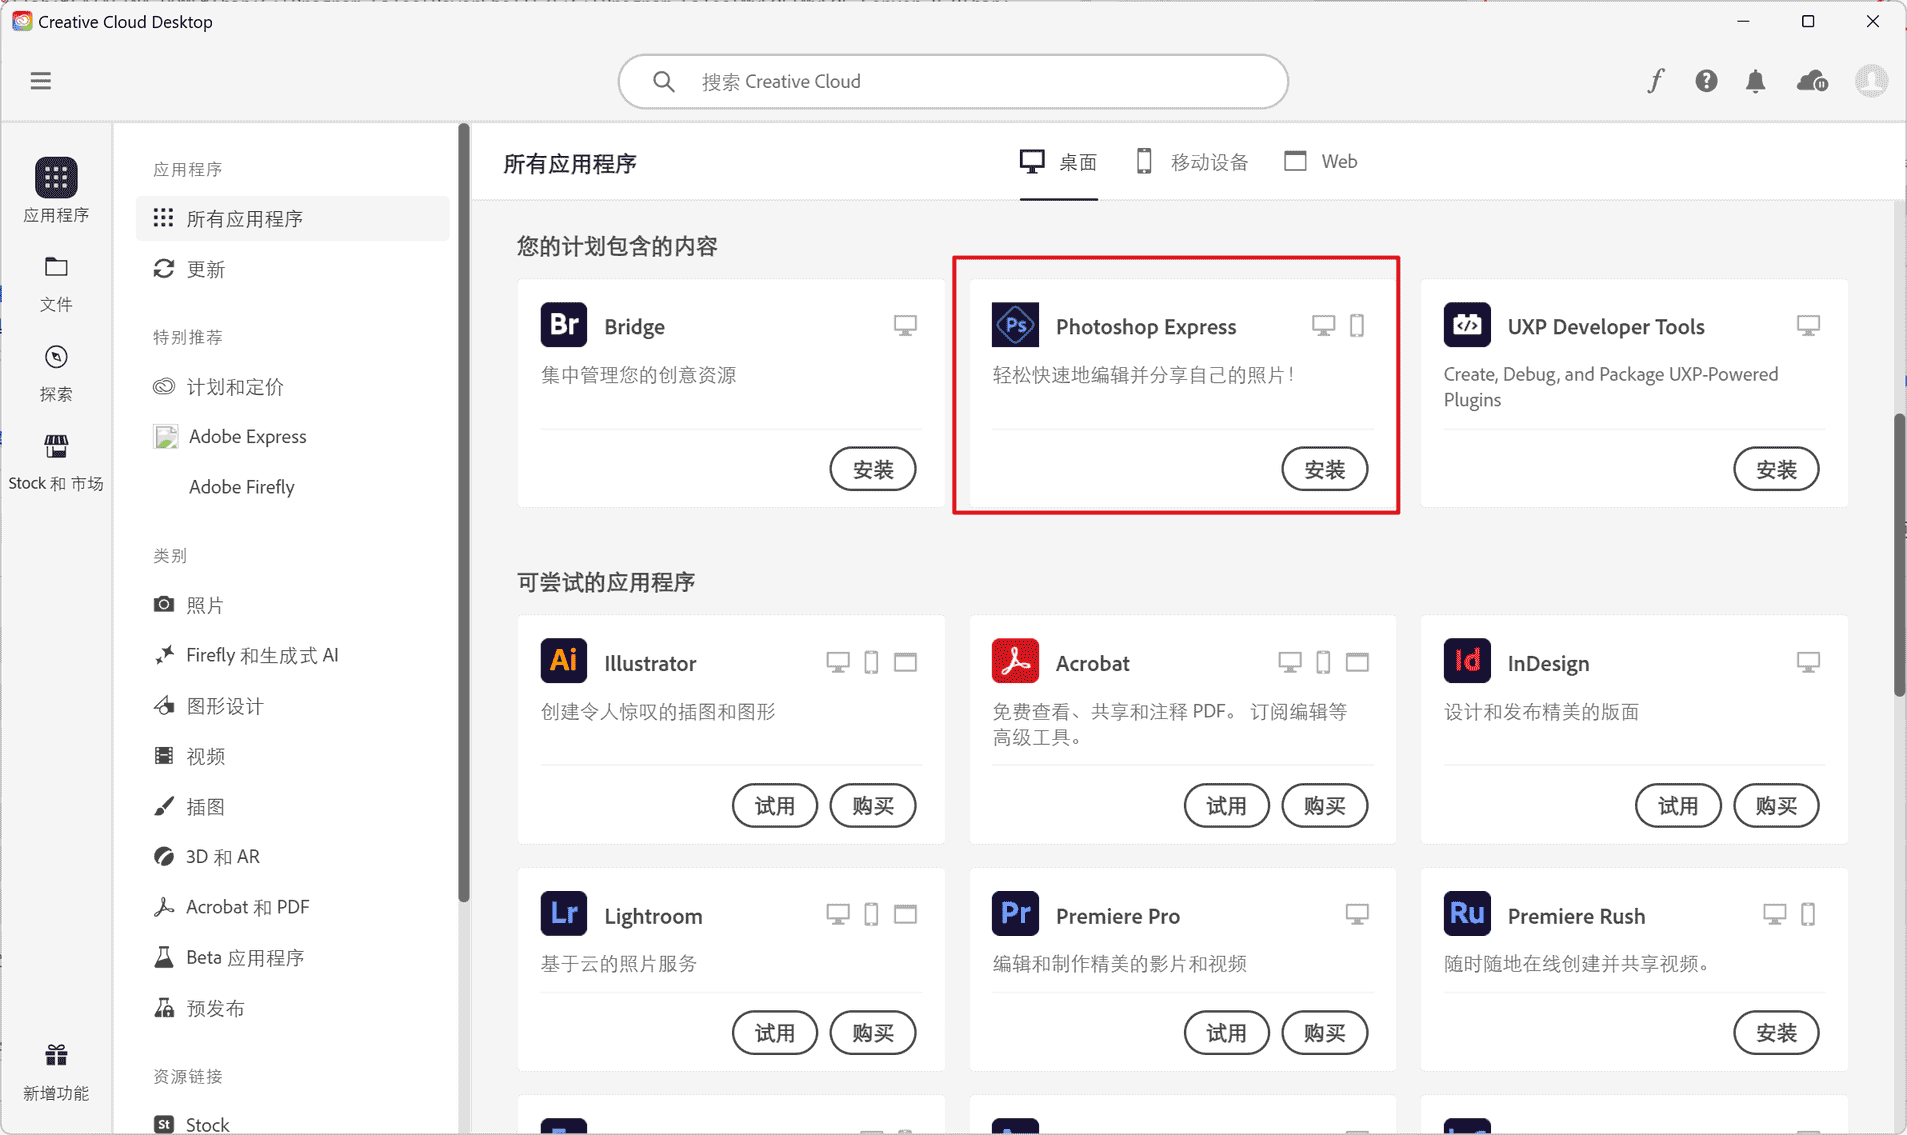 Creative Cloud Desktop
搜索 Creative Cloud
应用程序
文件
探索
Stock 和 市场
新增功能
应用程序
所有应用程序
更新
特别推荐
计划和定价
Adobe Express
Adobe Firefly
类别
照片
Firefly 和生成式 AI
图形设计
视频
插图
3D 和 AR
Acrobat 和 PDF
Beta 应用程序
预发布
资源链接
St Stock
所有应用程序
桌面 移动设备 Web
您的计划包含的内容
Br Bridge
集中管理您的创意资源
安装
Ps Photoshop Express
轻松快速地编辑并分享自己的照片!
安装
UXP Developer Tools
Create, Debug, and Package UXP-Powered
Plugins
安装
可尝试的应用程序
Ai Illustrator
创建令人惊叹的插图和图形
试用 购买
Acrobat
免费查看、共享和注释 PDF。 订阅编辑等
高级工具。
试用 购买
Id InDesign
设计和发布精美的版面
试用 购买
Lr Lightroom
基于云的照片服务
试用 购买
Pr Premiere Pro
编辑和制作精美的影片和视频
试用 购买
Ru Premiere Rush
随时随地在线创建并共享视频。
安装